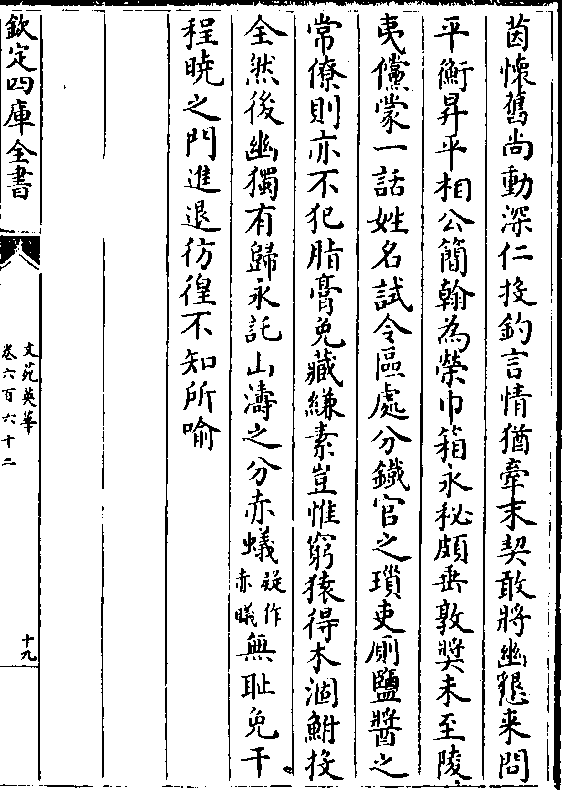 茵懷舊尚動深仁投釣言情猶牽末契敢將幽懇来問
平衡昇平相公簡翰為榮巾箱永秘頗垂敦奬未至陵
夷儻蒙一話姓名試令區處分鐵官之瑣吏厠鹽醬之
常僚則亦不犯脂膏免藏縑素豈惟窮猿得木涸鮒投
全然後幽獨有歸永託山濤之分赤蟻疑作赤曦無耻免干
程曉之門進退彷徨不知所喻
欽定四庫全書
文苑英華
卷六百六十二
十九